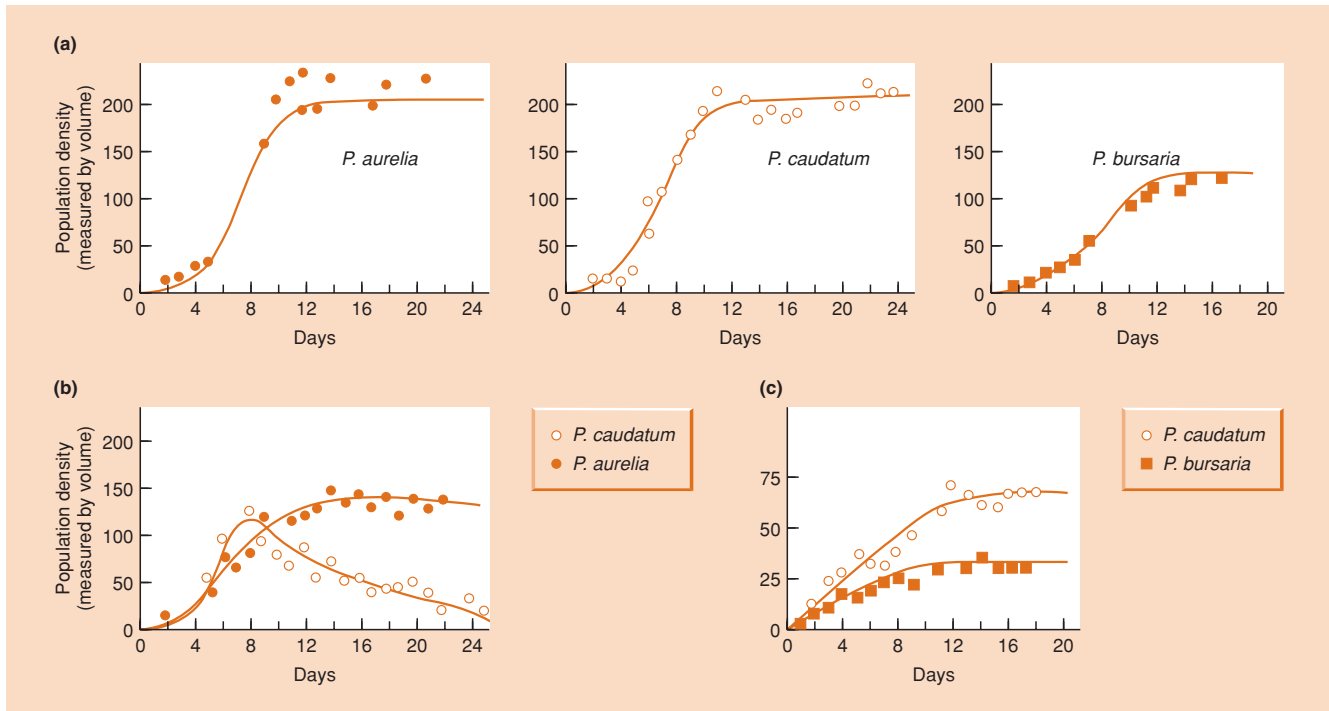 (a)
Population density
(measured by volume)
200
150
100
50
0
P. aurelia
0 4 8 12 16 20 24
Days
200
150
100
50
0
P. caudatum
0 4 8 12 16 20 24
Days
200
150
100
50
0
P. bursaria
0 4 8 12 16 20
Days
(b)
Population density
(measured by volume)
200
150
100
50
0
0 4 8 12 16 20 24
Days
P. caudatum
P. aurelia
(c)
75
50
25
0
0 4 8 12 16 20
Days
P. caudatum
P. bursaria